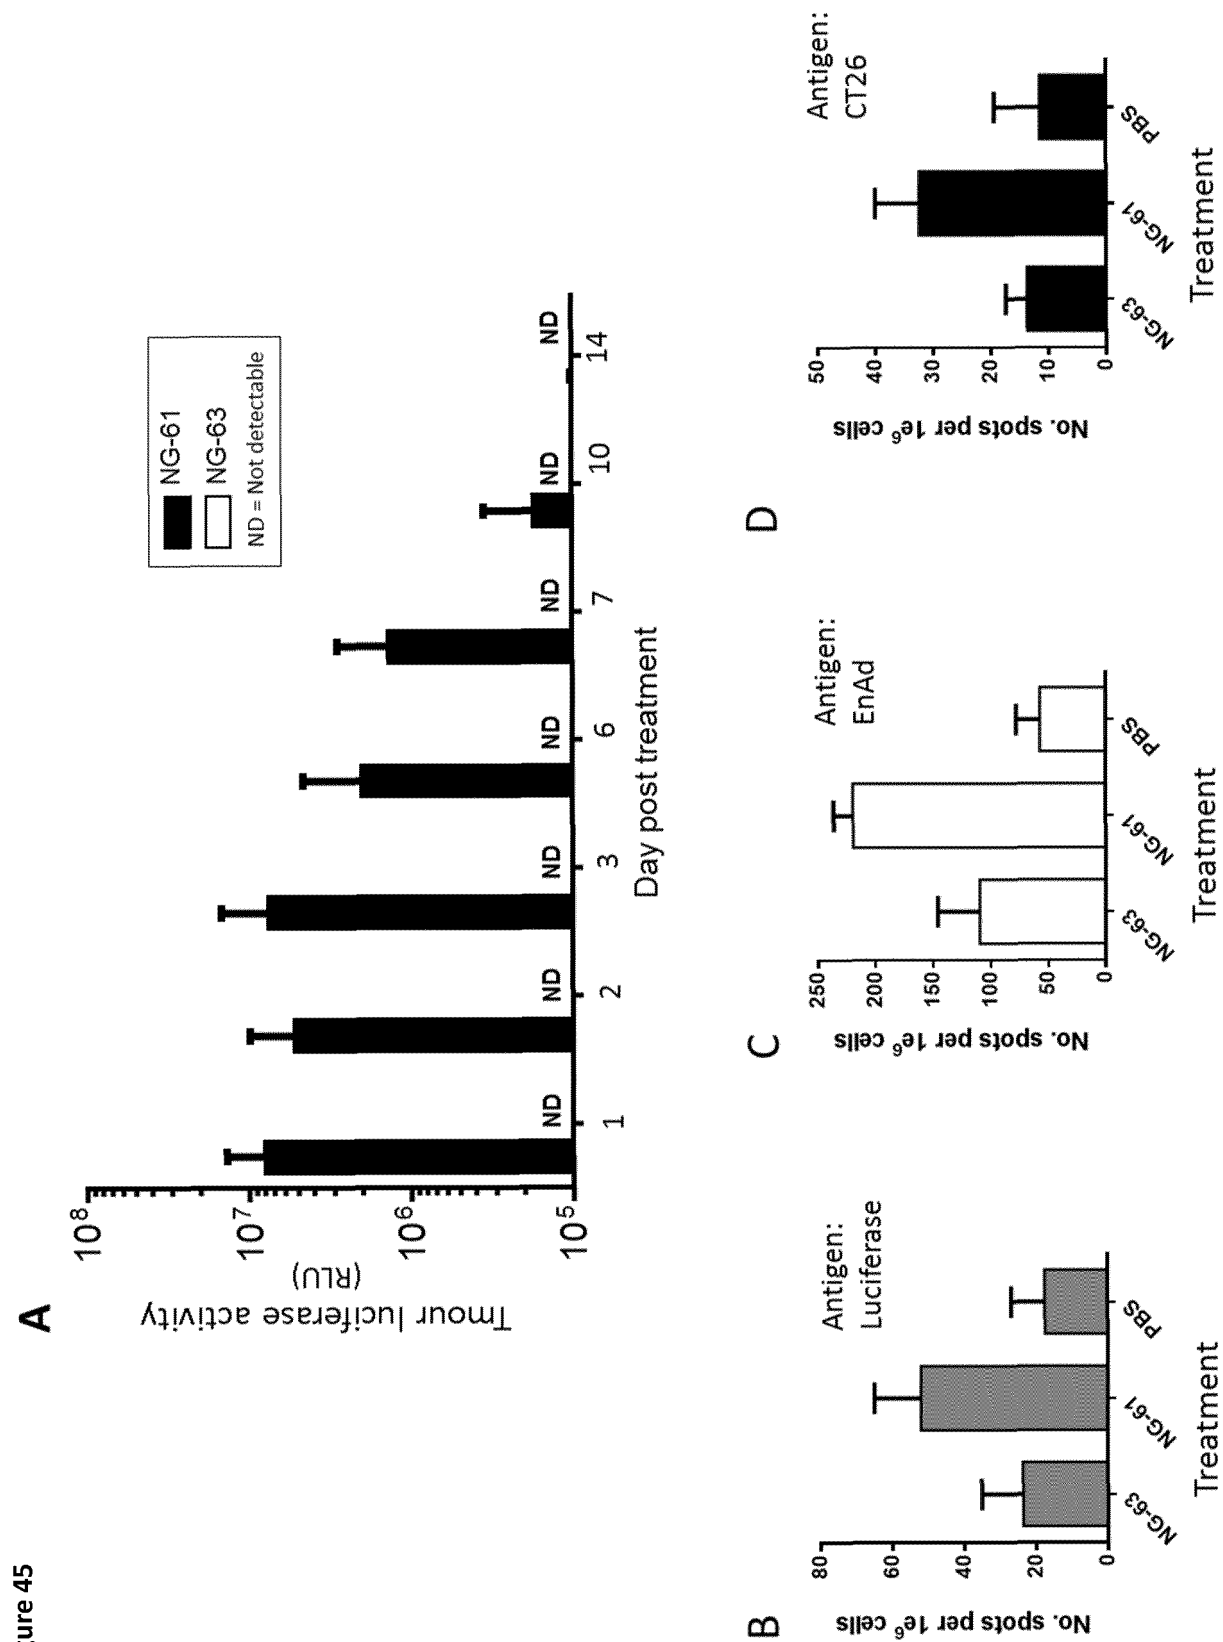 ure 45
A
Tmour luciferase activity
(RLU)
10⁸
10⁷
10⁶
10⁵
NG-61
NG-63
ND = Not detectable
ND
ND
ND
ND
ND
ND
ND
1
2
3
6
7
10
14
Day post treatment
B
Antigen:
Luciferase
No. spots per 1e⁶ cells
80
60
40
20
0
NG-63
NG-61
PBS
Treatment
C
Antigen:
EnAd
No. spots per 1e⁶ cells
250
200
150
100
50
0
NG-63
NG-61
PBS
Treatment
D
Antigen:
CT26
No. spots per 1e⁶ cells
50
40
30
20
10
0
NG-63
NG-61
PBS
Treatment